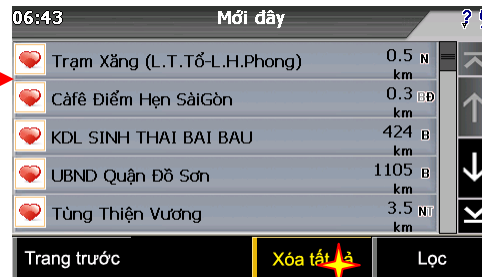 06:43 Mới đây ?
Trạm Xăng (L.T.Tổ-L.H.Phong) 0.5 N
km
Càfê Điểm Hẹn SàiGòn 0.3 BĐ
km
KDL SINH THAI BAI BAU 424 B
km
UBND Quận Đồ Sơn 1105 B
km
Tùng Thiện Vương 3.5 NT
km
Trang trước Xóa tất cả Lọc